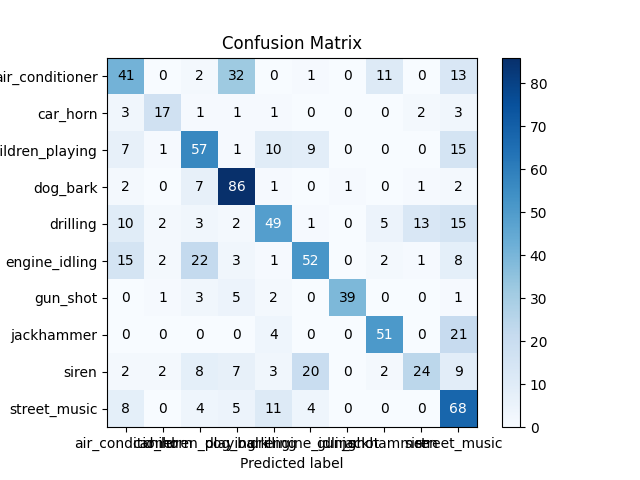 Confusion Matrix
air_conditioner 41 0 2 32 0 1 0 11 0 13
car_horn 3 17 1 1 1 0 0 0 2 3
ildren_playing 7 1 57 1 10 9 0 0 0 15
dog_bark 2 0 7 86 1 0 1 0 1 2
drilling 10 2 3 2 49 1 0 5 13 15
engine_idling 15 2 22 3 1 52 0 2 1 8
gun_shot 0 1 3 5 2 0 39 0 0 1
jackhammer 0 0 0 0 4 0 0 51 0 21
siren 2 2 8 7 3 20 0 2 24 9
street_music 8 0 4 5 11 4 0 0 0 68
street_music
Predicted label
80
70
60
50
40
30
20
10
0